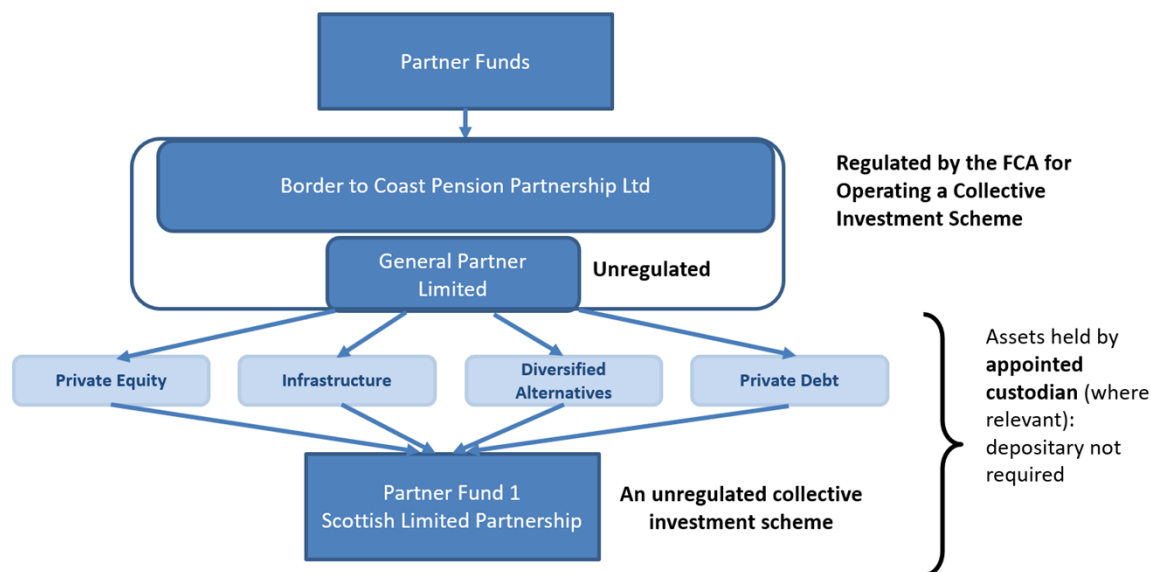 Partner Funds
Border to Coast Pension Partnership Ltd
Regulated by the FCA for
Operating a Collective
Investment Scheme
General Partner
Limited
Unregulated
Private Equity
Infrastructure
Diversified
Alternatives
Private Debt
Assets held by
appointed
custodian (where
relevant):
depositary not
required
Partner Fund 1
Scottish Limited Partnership
An unregulated collective
investment scheme